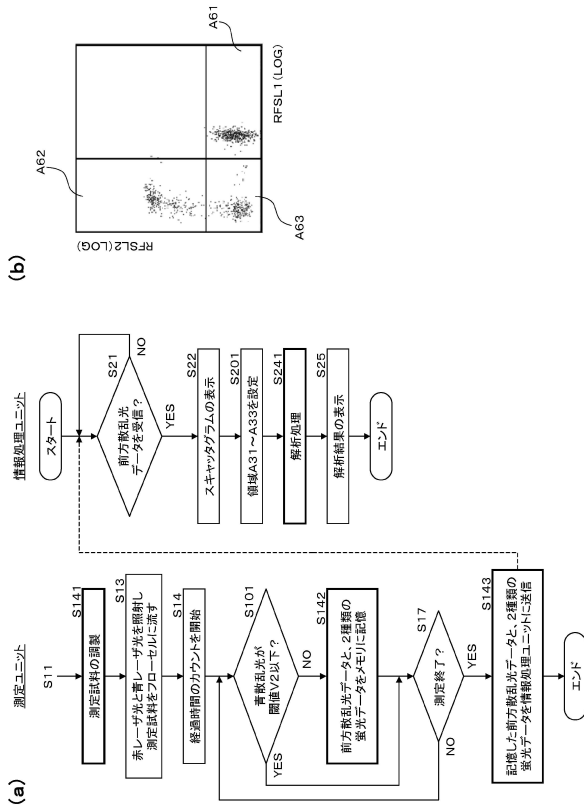 (a)
測定ユニット
S11
S141
測定試料の調製
S13
赤レーザ光と青レーザ光を照射し
測定試料をフローセルに流す
S14
経過時間のカウントを開始
S101
青散乱光が
閾値V2以下?
YES
NO
S142
前方散乱光データと、2種類の
蛍光データをメモリに記憶
S17
測定終了?
NO
YES
S143
記憶した前方散乱光データと、2種類の
蛍光データを情報処理ユニットに送信
エンド
情報処理ユニット
スタート
S21
前方散乱光
データを受信?
NO
YES
S22
スキャッタグラムの表示
S201
領域A31~A33を設定
S241
解析処理
S25
解析結果の表示
エンド
(b)
A62
A61
RFSL2(LOG)
A63
RFSL1(LOG)